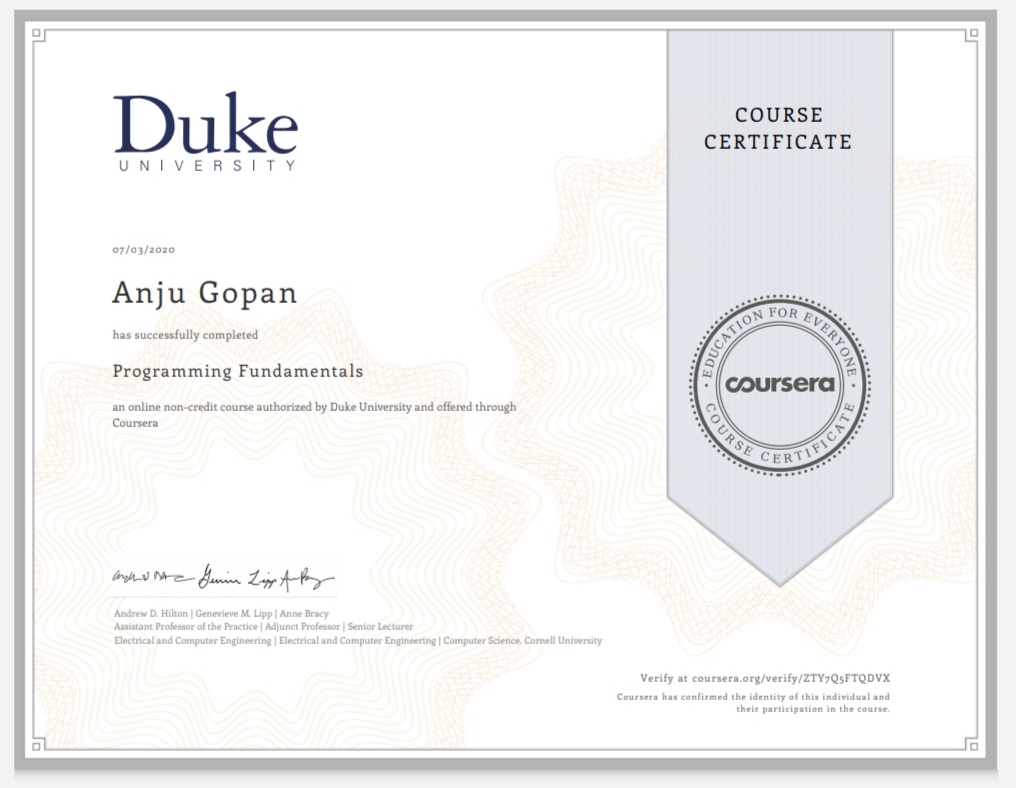 Duke
UNIVERSITY
COURSE
CERTIFICATE
07/03/2020
Anju Gopan
has successfully completed
Programming Fundamentals
an online non-credit course authorized by Duke University and offered through
Coursera
EDUCATION FOR EVERYONE
coursera
COURSE CERTIFICATE
Andrew D. Hilton | Genevieve M. Lipp | Anne Bracy
Assistant Professor of the Practice | Adjunct Professor | Senior Lecturer
Electrical and Computer Engineering | Electrical and Computer Engineering | Computer Science, Cornell University
Verify at coursera.org/verify/ZTY7Q5FTQDVX
Coursera has confirmed the identity of this individual and
their participation in the course.